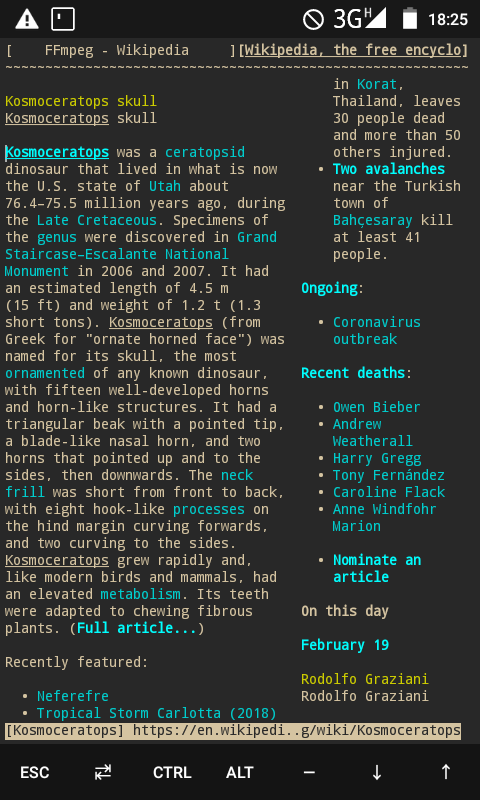 3G H 18:25
[    FFmpeg - Wikipedia     ][Wikipedia, the free encyclo]
~~~~~~~~~~~~~~~~~~~~~~~~~~~~~~~~~~~~~~~~~~~~~~~~~~~~~~~~~~
Kosmoceratops skull
Kosmoceratops skull
Kosmoceratops was a ceratopsid
dinosaur that lived in what is now
the U.S. state of Utah about
76.4–75.5 million years ago, during
the Late Cretaceous. Specimens of
the genus were discovered in Grand
Staircase–Escalante National
Monument in 2006 and 2007. It had
an estimated length of 4.5 m
(15 ft) and weight of 1.2 t (1.3
short tons). Kosmoceratops (from
Greek for "ornate horned face") was
named for its skull, the most
ornamented of any known dinosaur,
with fifteen well-developed horns
and horn-like structures. It had a
triangular beak with a pointed tip,
a blade-like nasal horn, and two
horns that pointed up and to the
sides, then downwards. The neck
frill was short from front to back,
with eight hook-like processes on
the hind margin curving forwards,
and two curving to the sides.
Kosmoceratops grew rapidly and,
like modern birds and mammals, had
an elevated metabolism. Its teeth
were adapted to chewing fibrous
plants. (Full article...)
Recently featured:
• Neferefre
• Tropical Storm Carlotta (2018)
in Korat,
Thailand, leaves
30 people dead
and more than 50
others injured.
• Two avalanches
near the Turkish
town of
Bahçesaray kill
at least 41
people.
Ongoing:
• Coronavirus
outbreak
Recent deaths:
• Owen Bieber
• Andrew
Weatherall
• Harry Gregg
• Tony Fernández
• Caroline Flack
• Anne Windfohr
Marion
• Nominate an
article
On this day
February 19
Rodolfo Graziani
Rodolfo Graziani
[Kosmoceratops] https://en.wikipedi..g/wiki/Kosmoceratops
ESC ⇄ CTRL ALT – ↓ ↑